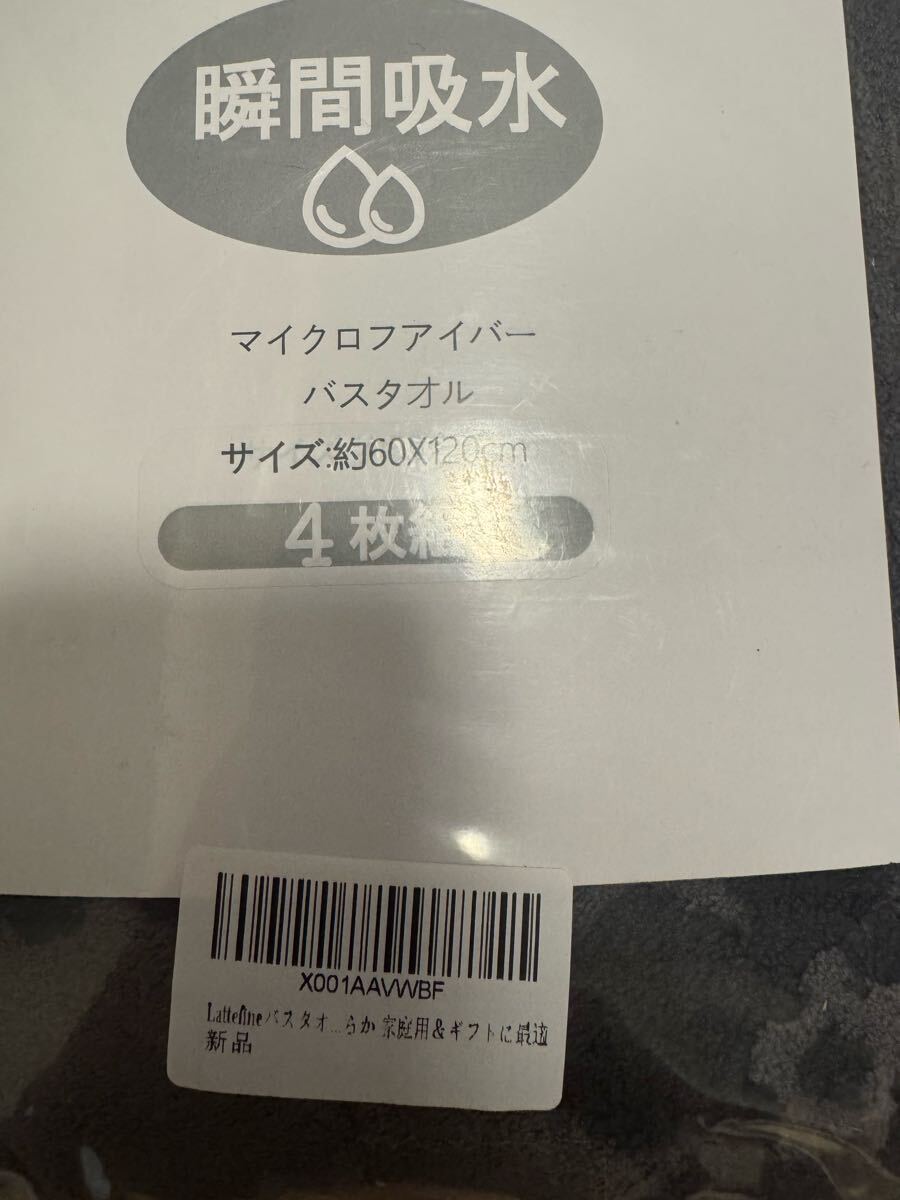 瞬間吸水
マイクロフアイバー
バスタオル
サイズ:約60X120cm
4枚組
X001AAVWBF
Lattefineバスタオ...らか 家庭用&ギフトに最適
新品